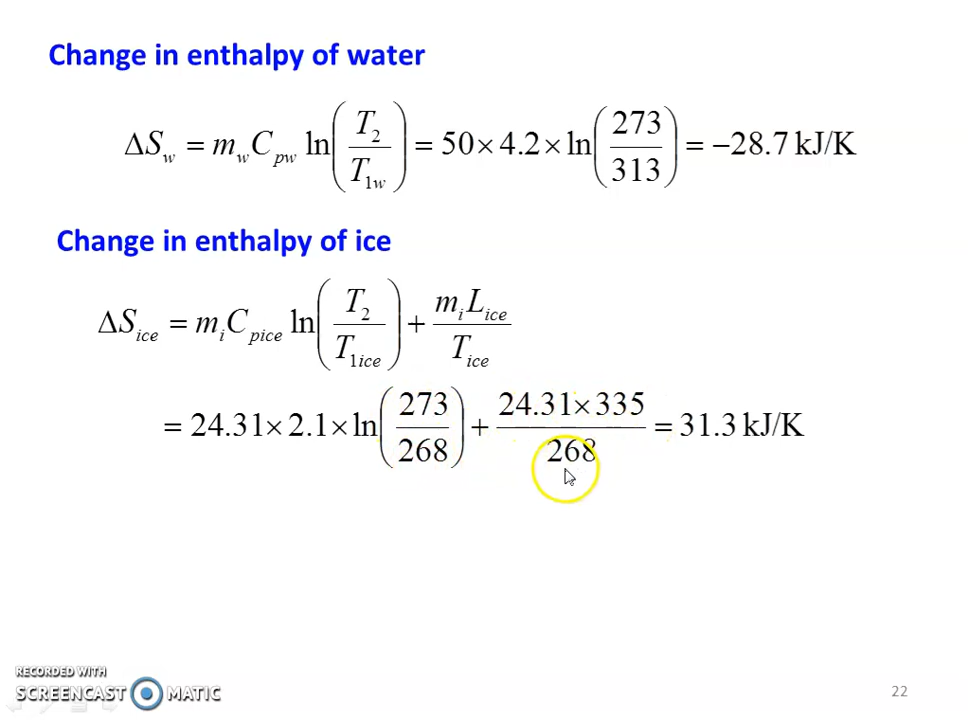 Change in enthalpy of water
ΔS_w = m_w C_pw ln(T_2/T_1w) = 50 × 4.2 × ln(273/313) = −28.7 kJ/K
Change in enthalpy of ice
ΔS_ice = m_i C_pice ln(T_2/T_1ice) + m_i L_ice/T_ice
= 24.31 × 2.1 × ln(273/268) + 24.31 × 335/268 = 31.3 kJ/K
RECORDED WITH
SCREENCAST MATIC
22